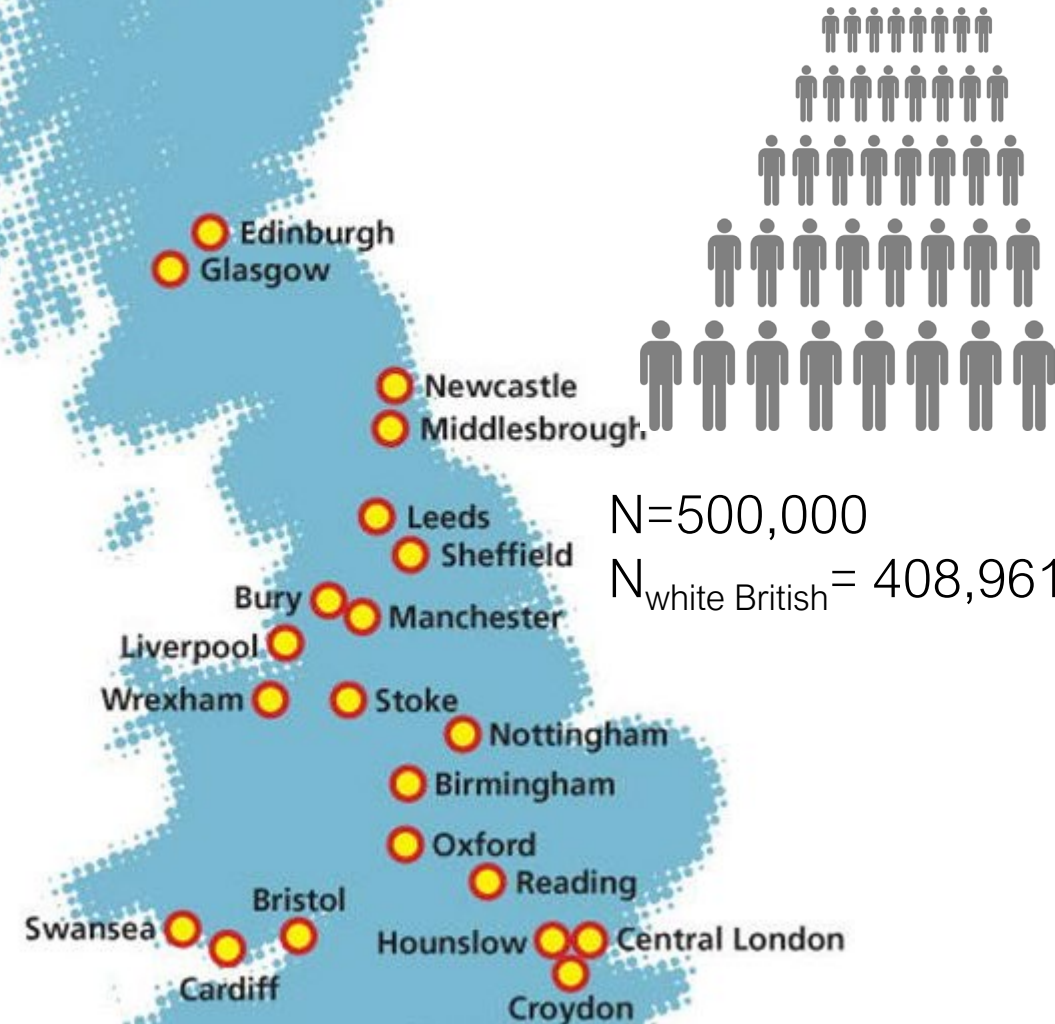 Edinburgh
Glasgow
Newcastle
Middlesbrough
Leeds
N=500,000
Sheffield
N white British = 408,961
Bury
Manchester
Liverpool
Wrexham
Stoke
Nottingham
Birmingham
Oxford
Reading
Bristol
Swansea
Hounslow
Central London
Cardiff
Croydon